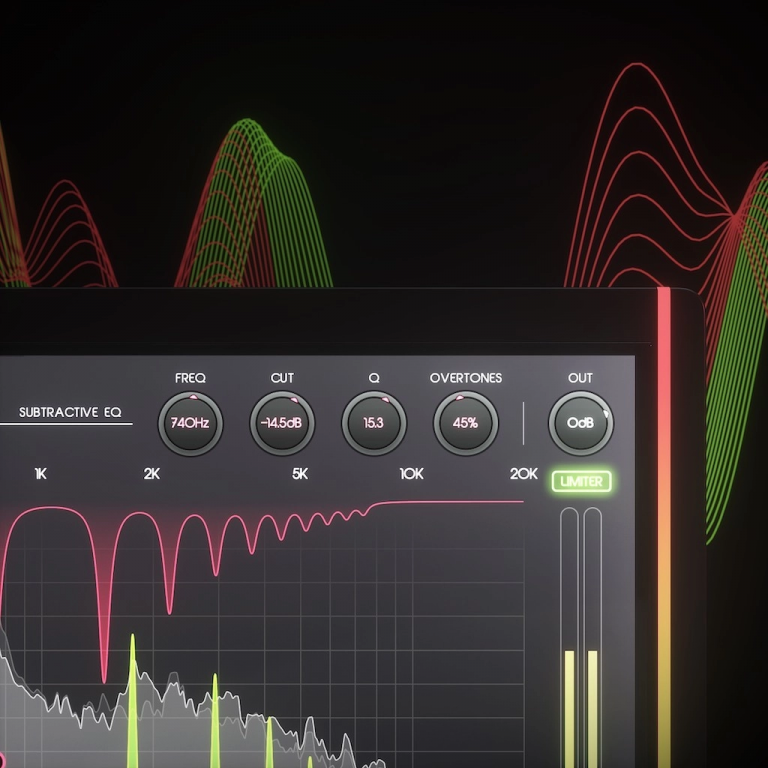 FREQ CUT Q OVERTONES OUT
SUBTRACTIVE EQ 740Hz -14.5dB 15.3 45% 0dB
1K 2K 5K 10K 20K LIMITER